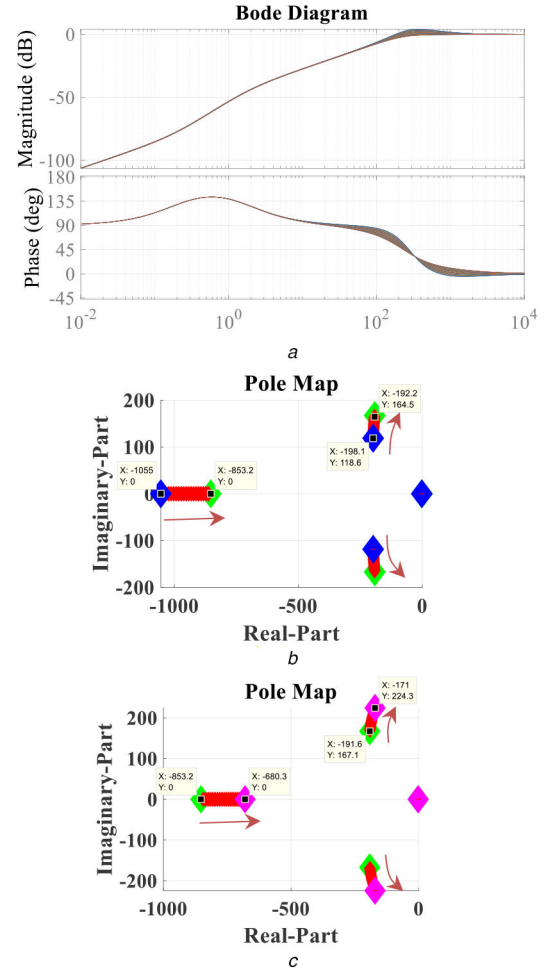 Bode Diagram
Magnitude (dB)
0
-50
-100
Phase (deg)
180
135
90
45
0
-45
10^-2
10^0
10^2
10^4
a
Pole Map
Imaginary-Part
200
100
0
-100
-200
X: -192.2
Y: 164.5
X: -198.1
Y: 118.6
X: -1055
Y: 0
X: -853.2
Y: 0
-1000
-500
0
Real-Part
b
Pole Map
Imaginary-Part
200
100
0
-100
-200
X: -171
Y: 224.3
X: -191.6
Y: 167.1
X: -853.2
Y: 0
X: -680.3
Y: 0
-1000
-500
0
Real-Part
c